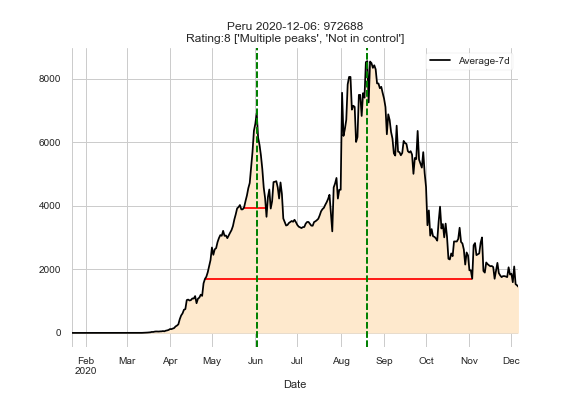 Peru 2020-12-06: 972688
Rating:8 ['Multiple peaks', 'Not in control']
Average-7d
8000
6000
4000
2000
0
Feb Mar Apr May Jun Jul Aug Sep Oct Nov Dec
2020
Date